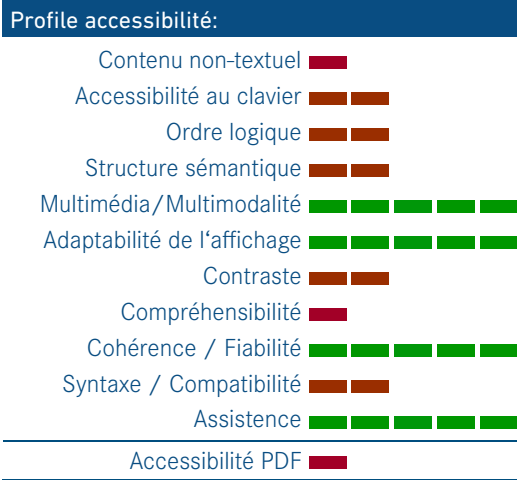 Profile accessibilité:
Contenu non-textuel
Accessibilité au clavier
Ordre logique
Structure sémantique
Multimédia/Multimodalité
Adaptabilité de l‘affichage
Contraste
Compréhensibilité
Cohérence / Fiabilité
Syntaxe / Compatibilité
Assistence
Accessibilité PDF